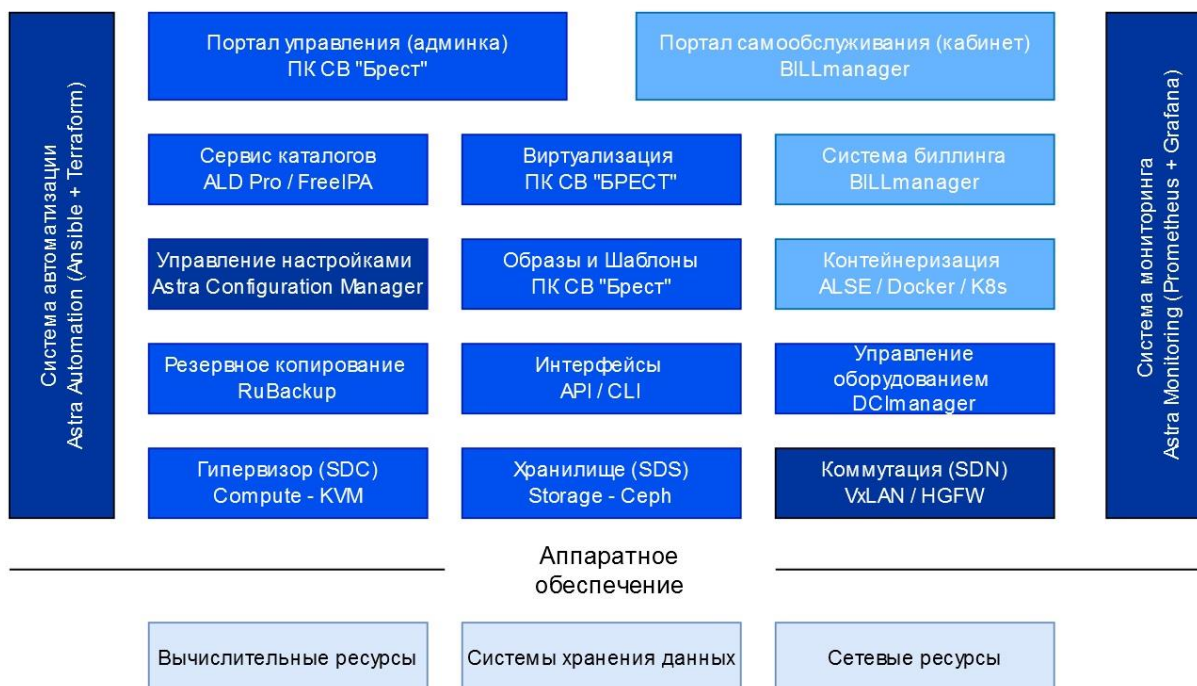 Система автоматизации
Astra Automation (Ansible + Terraform)
Портал управления (админка)
ПК СВ "Брест"
Портал самообслуживания (кабинет)
BILLmanager
Сервис каталогов
ALD Pro / FreeIPA
Виртуализация
ПК СВ "БРЕСТ"
Система биллинга
BILLmanager
Управление настройками
Astra Configuration Manager
Образы и Шаблоны
ПК СВ "Брест"
Контейнеризация
ALSE / Docker / K8s
Резервное копирование
RuBackup
Интерфейсы
API / CLI
Управление
оборудованием
DCImanager
Гипервизор (SDC)
Compute - KVM
Хранилище (SDS)
Storage - Ceph
Коммутация (SDN)
VxLAN / HGFW
Система мониторинга
Astra Monitoring (Prometheus + Grafana)
Аппаратное
обеспечение
Вычислительные ресурсы
Системы хранения данных
Сетевые ресурсы